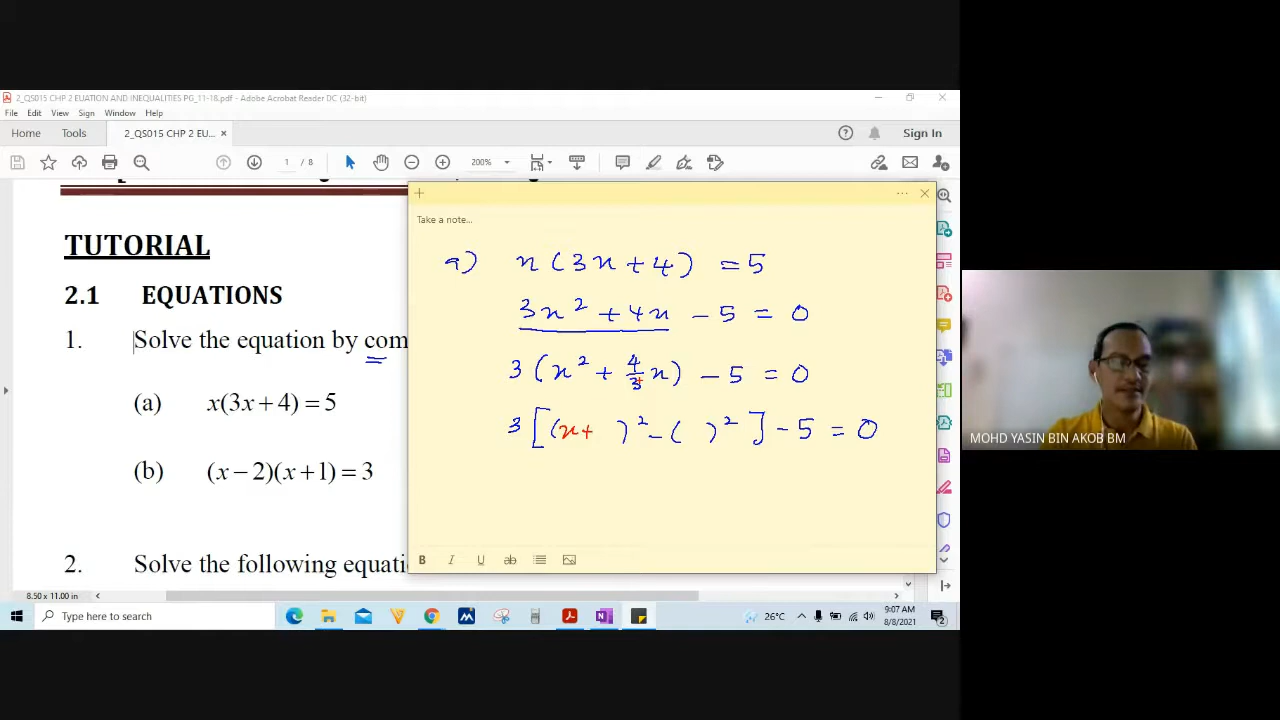 2_QS015 CHP 2 EUATION AND INEQUALITIES PG_11-18.pdf - Adobe Acrobat Reader DC (32-bit)
File Edit View Sign Window Help
Home Tools 2_QS015 CHP 2 EU... × Sign In
1 / 8 200%
TUTORIAL
2.1 EQUATIONS
1. Solve the equation by com
(a) x(3x+4)=5
(b) (x−2)(x+1)=3
2. Solve the following equati
8.50 x 11.00 in
Take a note...
a) x(3x+4) = 5
3x² + 4x - 5 = 0
3(x² + 4/3 x) - 5 = 0
3[(x+ )² - ( )²] - 5 = 0
B I U ab
MOHD YASIN BIN AKOB BM
Type here to search
26°C 9:07 AM
8/8/2021
2